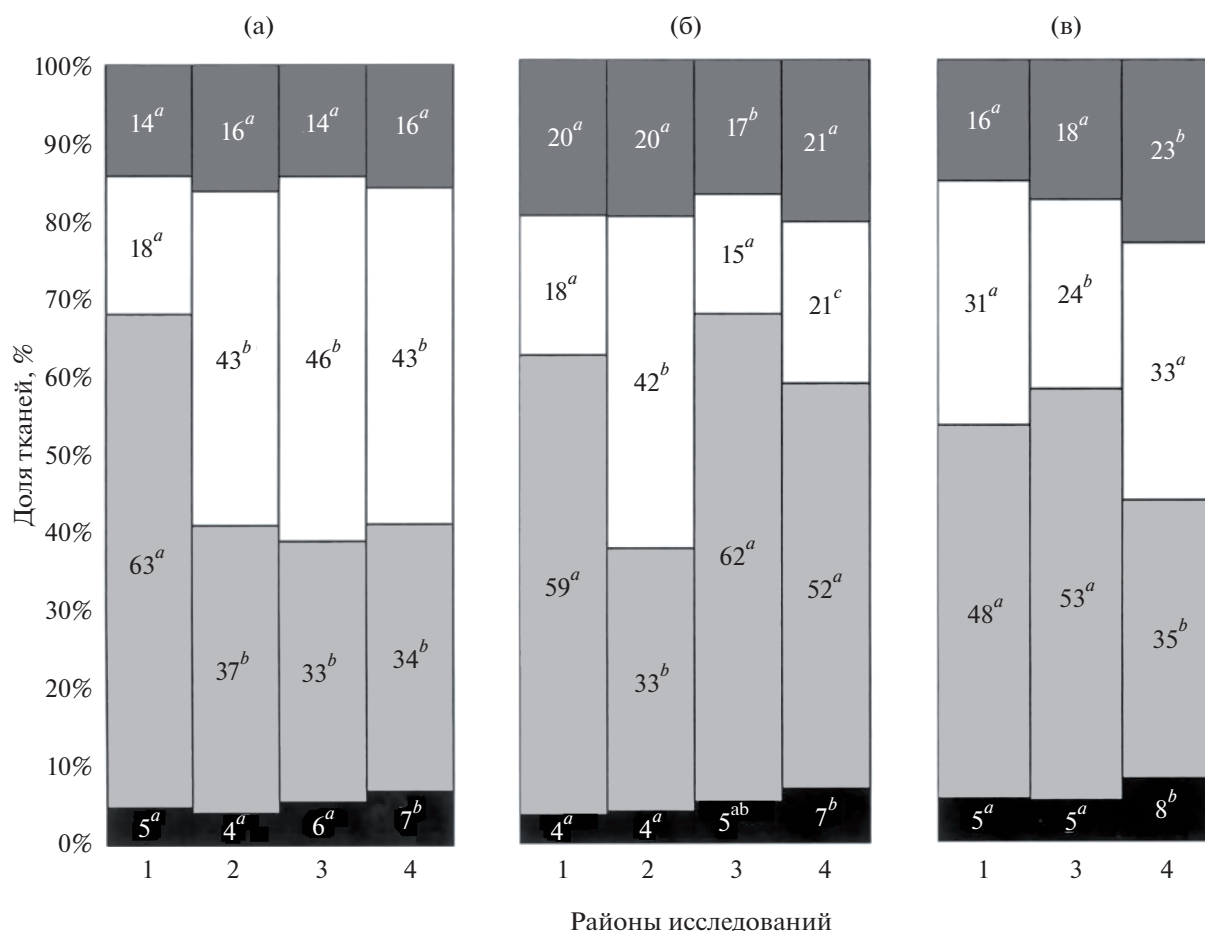 (а) (б) (в)
Доля тканей, %
100%
90%
80%
70%
60%
50%
40%
30%
20%
10%
0%
14^a 16^a 14^a 16^a
18^a 43^b 46^b 43^b
63^a 37^b 33^b 34^b
5^a 4^a 6^a 7^b
1 2 3 4
20^a 20^a 17^b 21^a
18^a 42^b 15^a 21^c
59^a 33^b 62^a 52^a
4^a 4^a 5^ab 7^b
1 2 3 4
16^a 18^a 23^b
31^a 24^b 33^a
48^a 53^a 35^b
5^a 5^a 8^b
1 3 4
Районы исследований